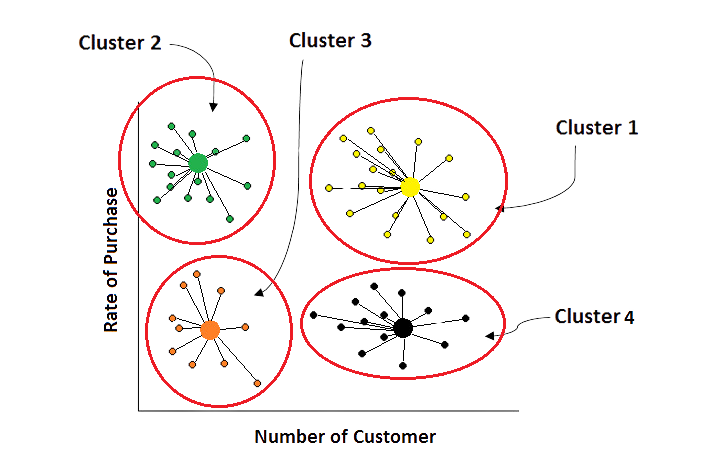 Cluster 2
Cluster 3
Cluster 1
Rate of Purchase
Cluster 4
Number of Customer